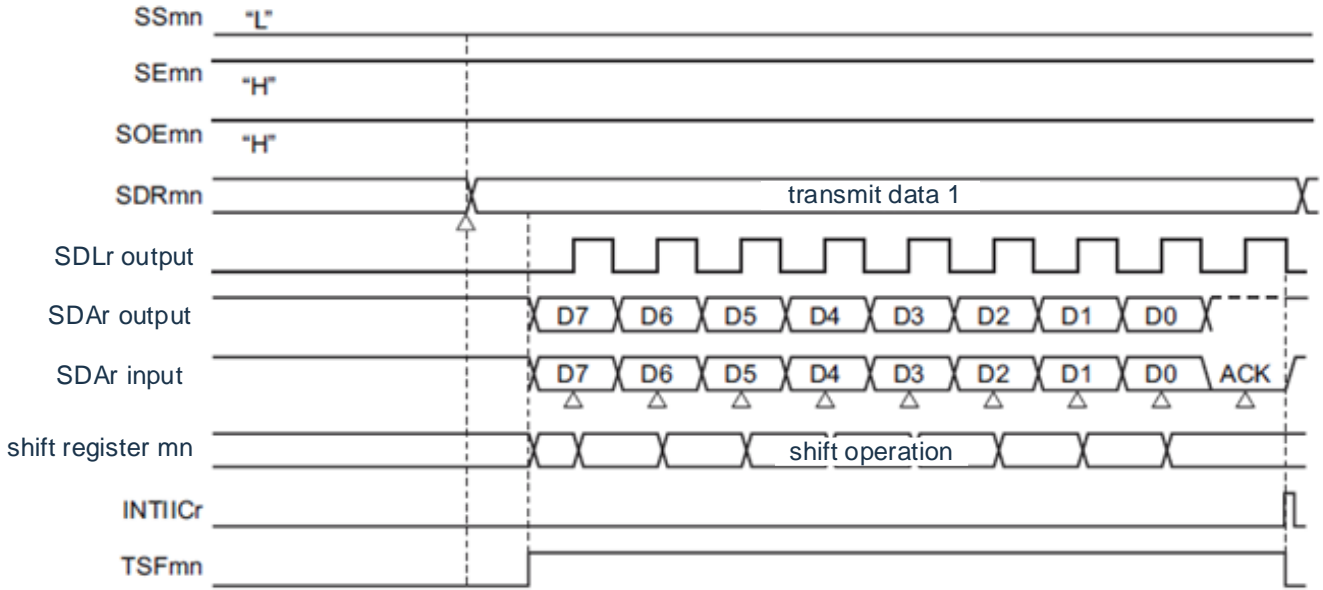 SSmn "L"
SEmn "H"
SOEmn "H"
SDRmn transmit data 1
SDLr output
SDAr output D7 D6 D5 D4 D3 D2 D1 D0
SDAr input D7 D6 D5 D4 D3 D2 D1 D0 ACK
shift register mn shift operation
INTIICr
TSFmn